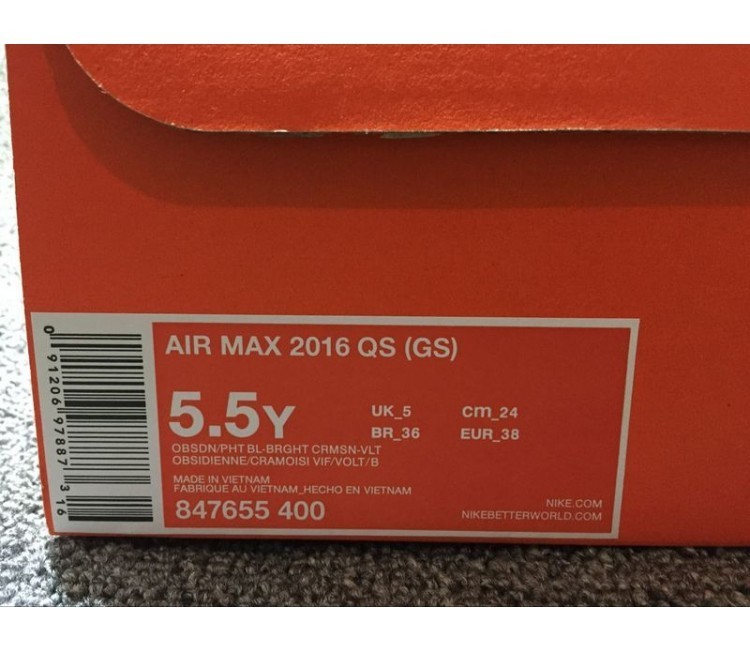 AIR MAX 2016 QS (GS)
5.5Y
UK_5 cm_24
BR_36 EUR_38
OBSDN/PHT BL-BRGHT CRMSN-VLT
OBSIDIENNE/CRAMOISI VIF/VOLT/B
MADE IN VIETNAM
FABRIQUE AU VIETNAM_HECHO EN VIETNAM
847655 400
NIKE.COM
NIKEBETTERWORLD.COM
0 91206 97887 3 16